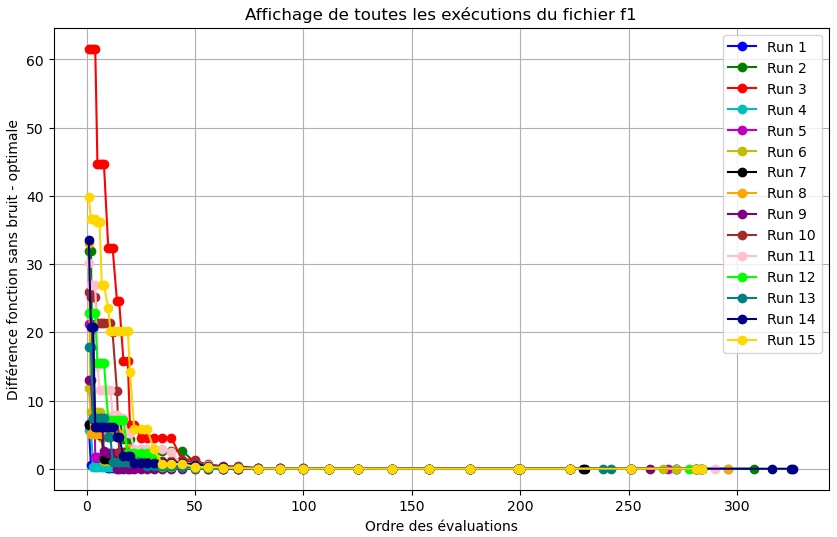 Affichage de toutes les exécutions du fichier f1
Différence fonction sans bruit - optimale
60
50
40
30
20
10
0
0
50
100
150
200
250
300
Ordre des évaluations
Run 1
Run 2
Run 3
Run 4
Run 5
Run 6
Run 7
Run 8
Run 9
Run 10
Run 11
Run 12
Run 13
Run 14
Run 15